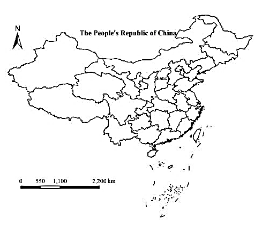 N
The People's Republic of China
0 550 1,100 2,200 km